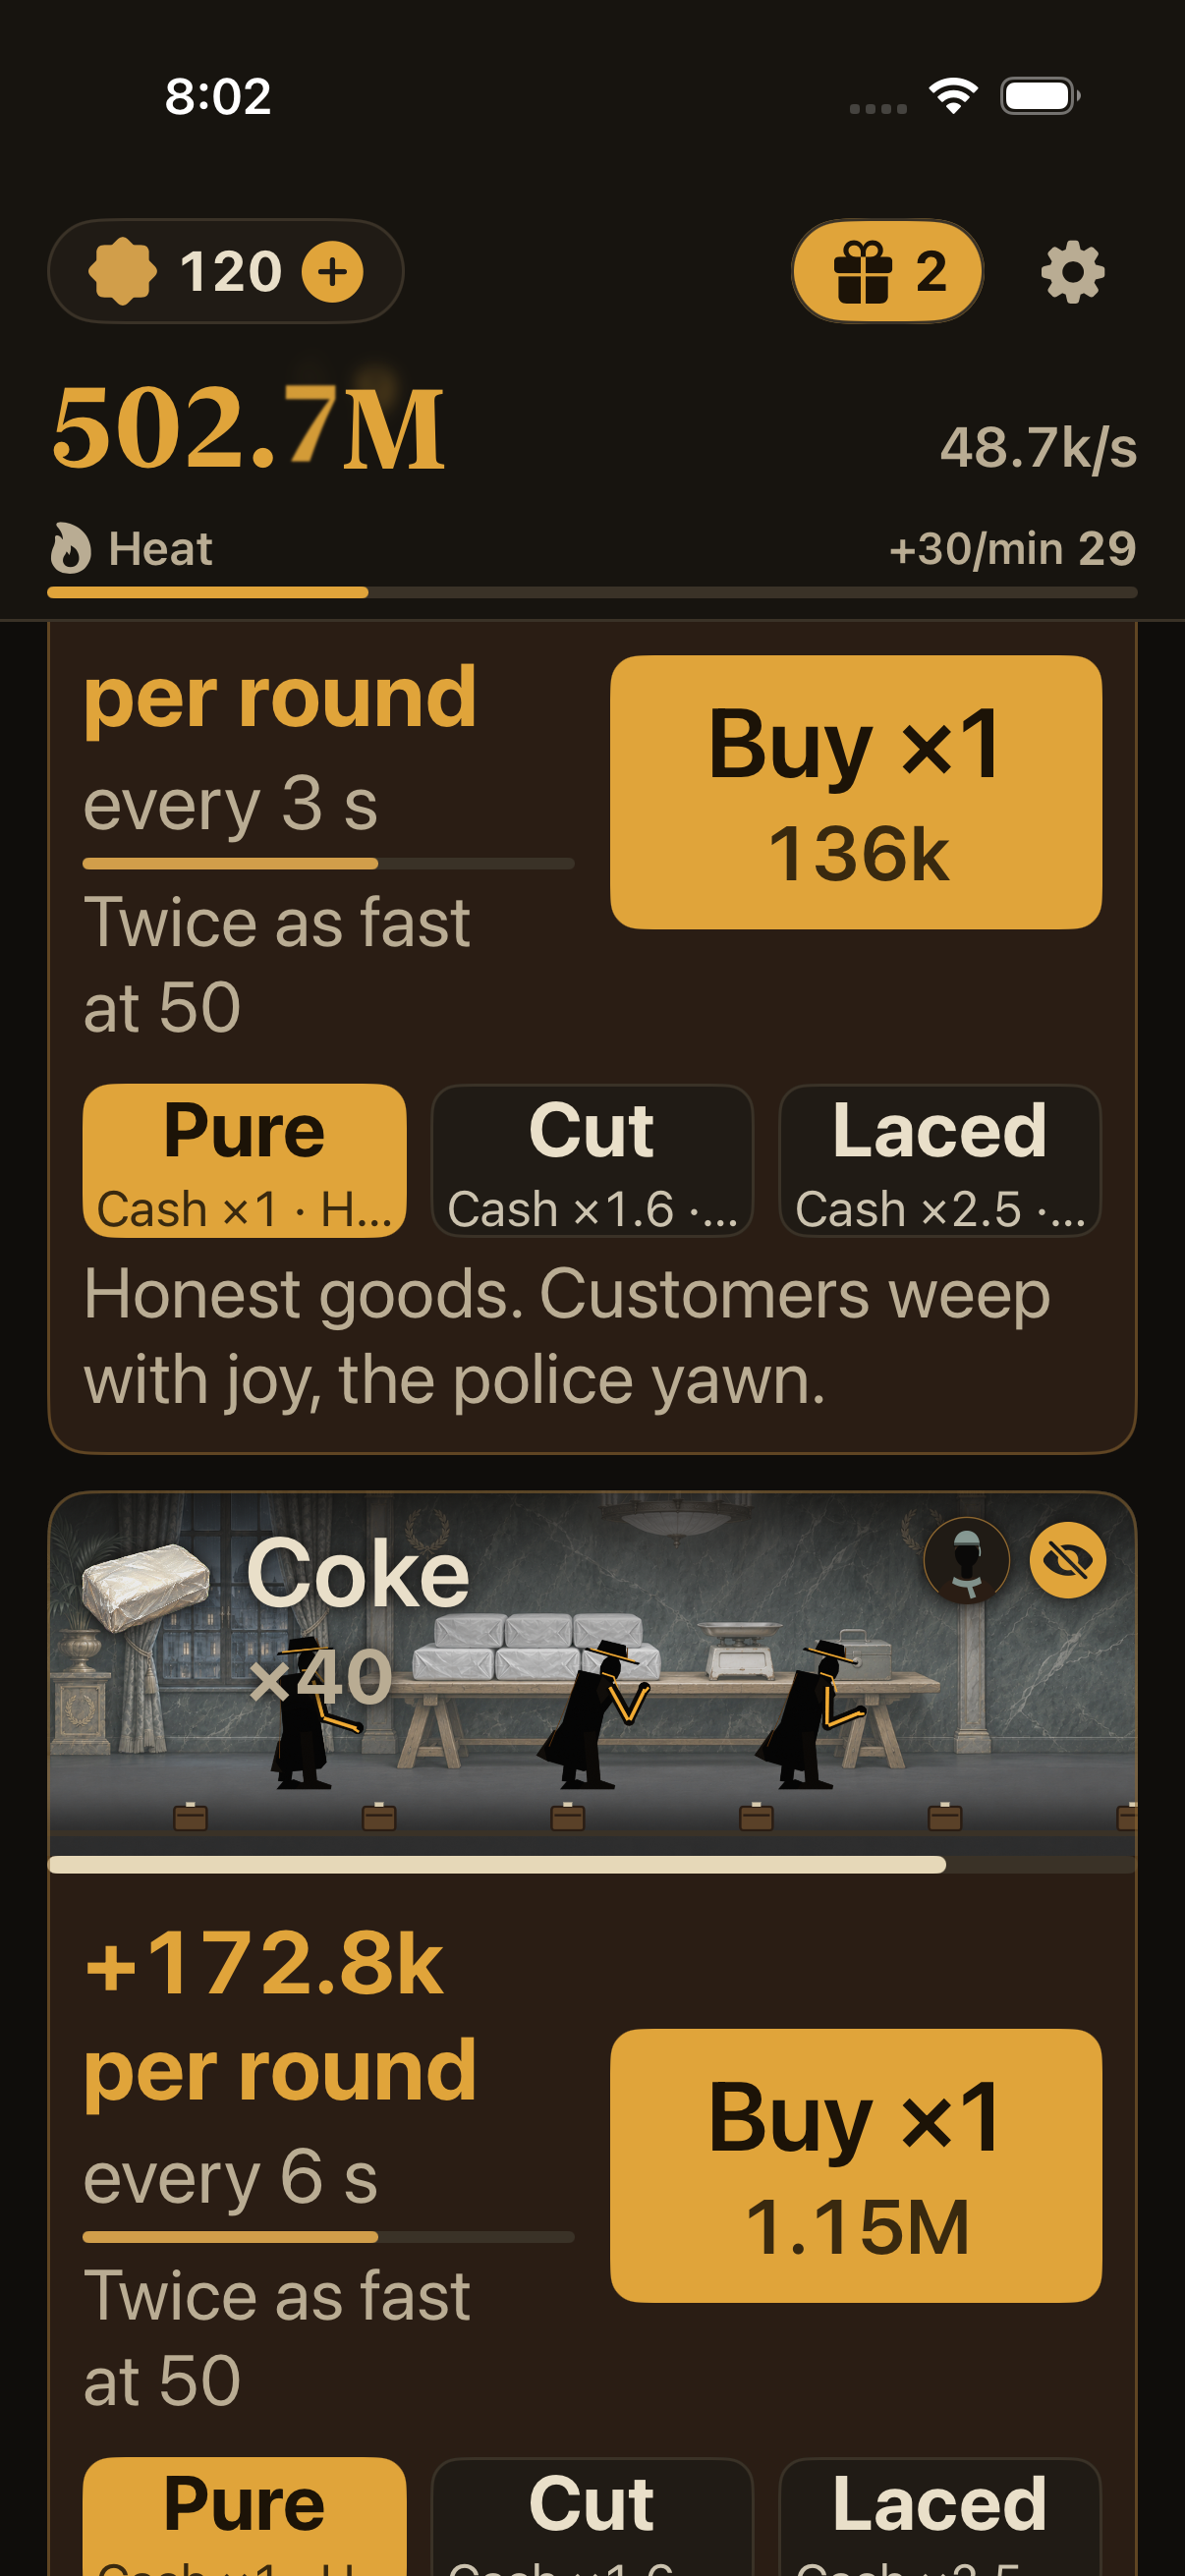 8:02
120
2
502.7M
48.7k/s
Heat
+30/min 29
per round
every 3 s
Twice as fast
at 50
Buy ×1
136k
Pure
Cash ×1 · H...
Cut
Cash ×1.6 ·...
Laced
Cash ×2.5 ·...
Honest goods. Customers weep
with joy, the police yawn.
Coke
×40
+172.8k
per round
every 6 s
Twice as fast
at 50
Buy ×1
1.15M
Pure
Cut
Laced